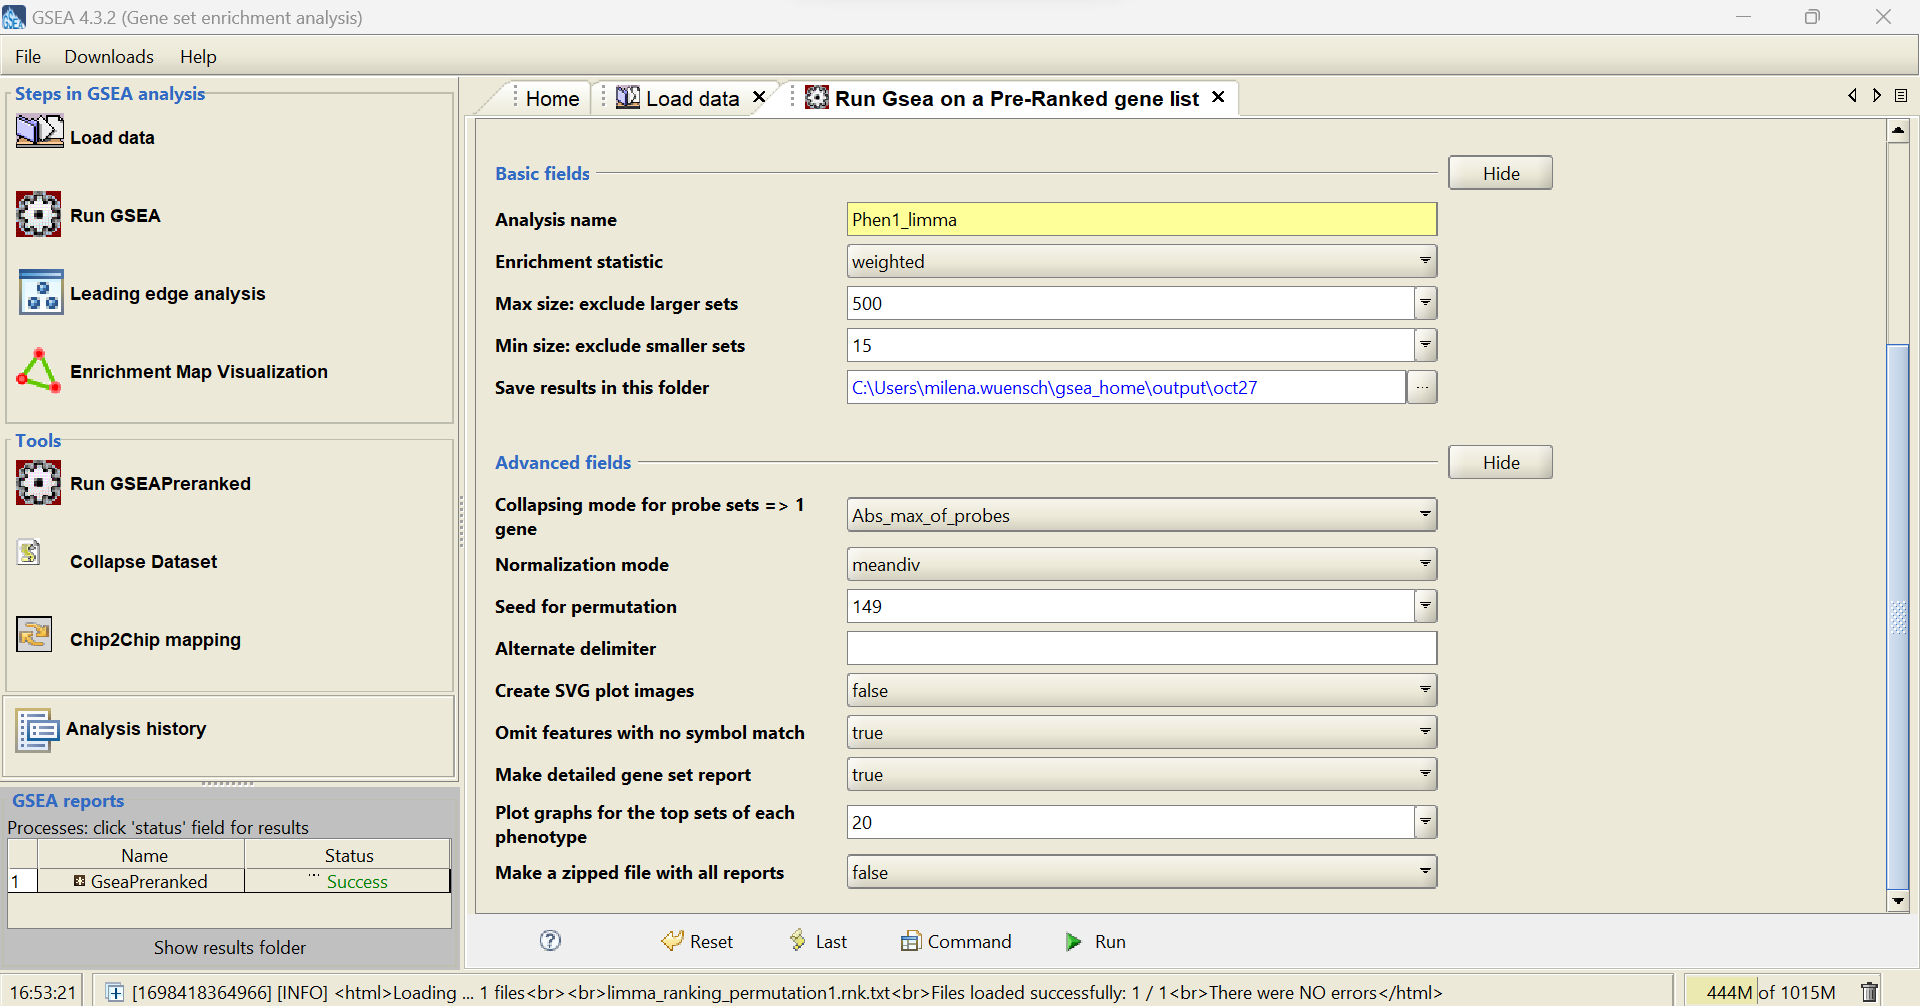 GSEA 4.3.2 (Gene set enrichment analysis)
File Downloads Help
Steps in GSEA analysis
Load data
Run GSEA
Leading edge analysis
Enrichment Map Visualization
Tools
Run GSEAPreranked
Collapse Dataset
Chip2Chip mapping
Analysis history
GSEA reports
Processes: click 'status' field for results
Name Status
1 GseaPreranked ... Success
Show results folder
Home Load data Run Gsea on a Pre-Ranked gene list
Basic fields Hide
Analysis name Phen1_limma
Enrichment statistic weighted
Max size: exclude larger sets 500
Min size: exclude smaller sets 15
Save results in this folder C:\Users\milena.wuensch\gsea_home\output\oct27 ...
Advanced fields Hide
Collapsing mode for probe sets => 1
gene Abs_max_of_probes
Normalization mode meandiv
Seed for permutation 149
Alternate delimiter
Create SVG plot images false
Omit features with no symbol match true
Make detailed gene set report true
Plot graphs for the top sets of each
phenotype 20
Make a zipped file with all reports false
? Reset Last Command Run
16:53:21 [1698418364966] [INFO] <html>Loading ... 1 files<br><br>limma_ranking_permutation1.rnk.txt<br>Files loaded successfully: 1 / 1<br>There were NO errors</html> 444M of 1015M